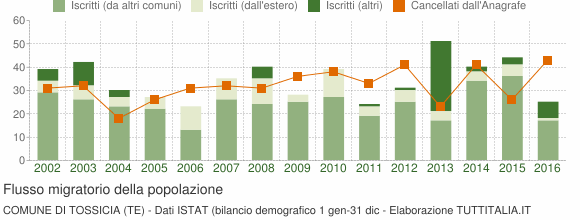 Iscritti (da altri comuni) Iscritti (dall'estero) Iscritti (altri) Cancellati dall'Anagrafe
60
50
40
30
20
10
0
2002 2003 2004 2005 2006 2007 2008 2009 2010 2011 2012 2013 2014 2015 2016
Flusso migratorio della popolazione
COMUNE DI TOSSICIA (TE) - Dati ISTAT (bilancio demografico 1 gen-31 dic - Elaborazione TUTTITALIA.IT